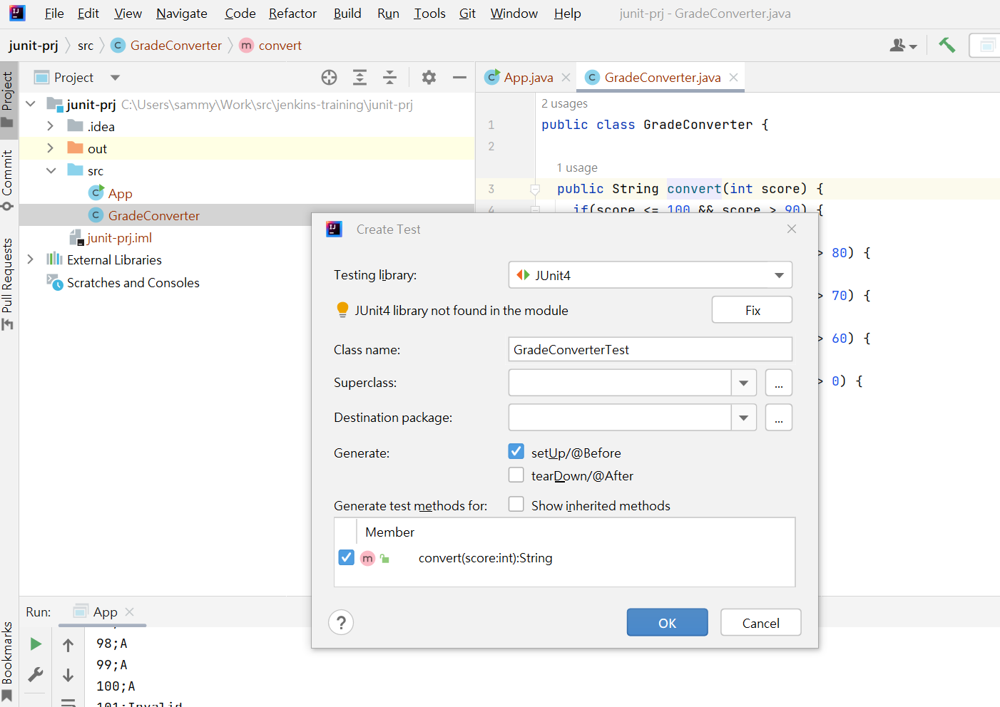 File Edit View Navigate Code Refactor Build Run Tools Git Window Help junit-prj - GradeConverter.java
junit-prj src GradeConverter convert
Project
Commit
Pull Requests
Bookmarks
Project
junit-prj C:\Users\sammy\Work\src\jenkins-training\junit-prj
.idea
out
src
App
GradeConverter
junit-prj.iml
External Libraries
Scratches and Consoles
App.java GradeConverter.java
2 usages
1 public class GradeConverter {
2
1 usage
3 public String convert(int score) {
4 if(score <= 100 && score > 90) {
> 80) {
> 70) {
> 60) {
> 0) {
Create Test
Testing library: JUnit4
JUnit4 library not found in the module Fix
Class name: GradeConverterTest
Superclass: ...
Destination package: ...
Generate: setUp/@Before
tearDown/@After
Generate test methods for: Show inherited methods
Member
m convert(score:int):String
? OK Cancel
Run: App
98;A
99;A
100;A
101;Invalid